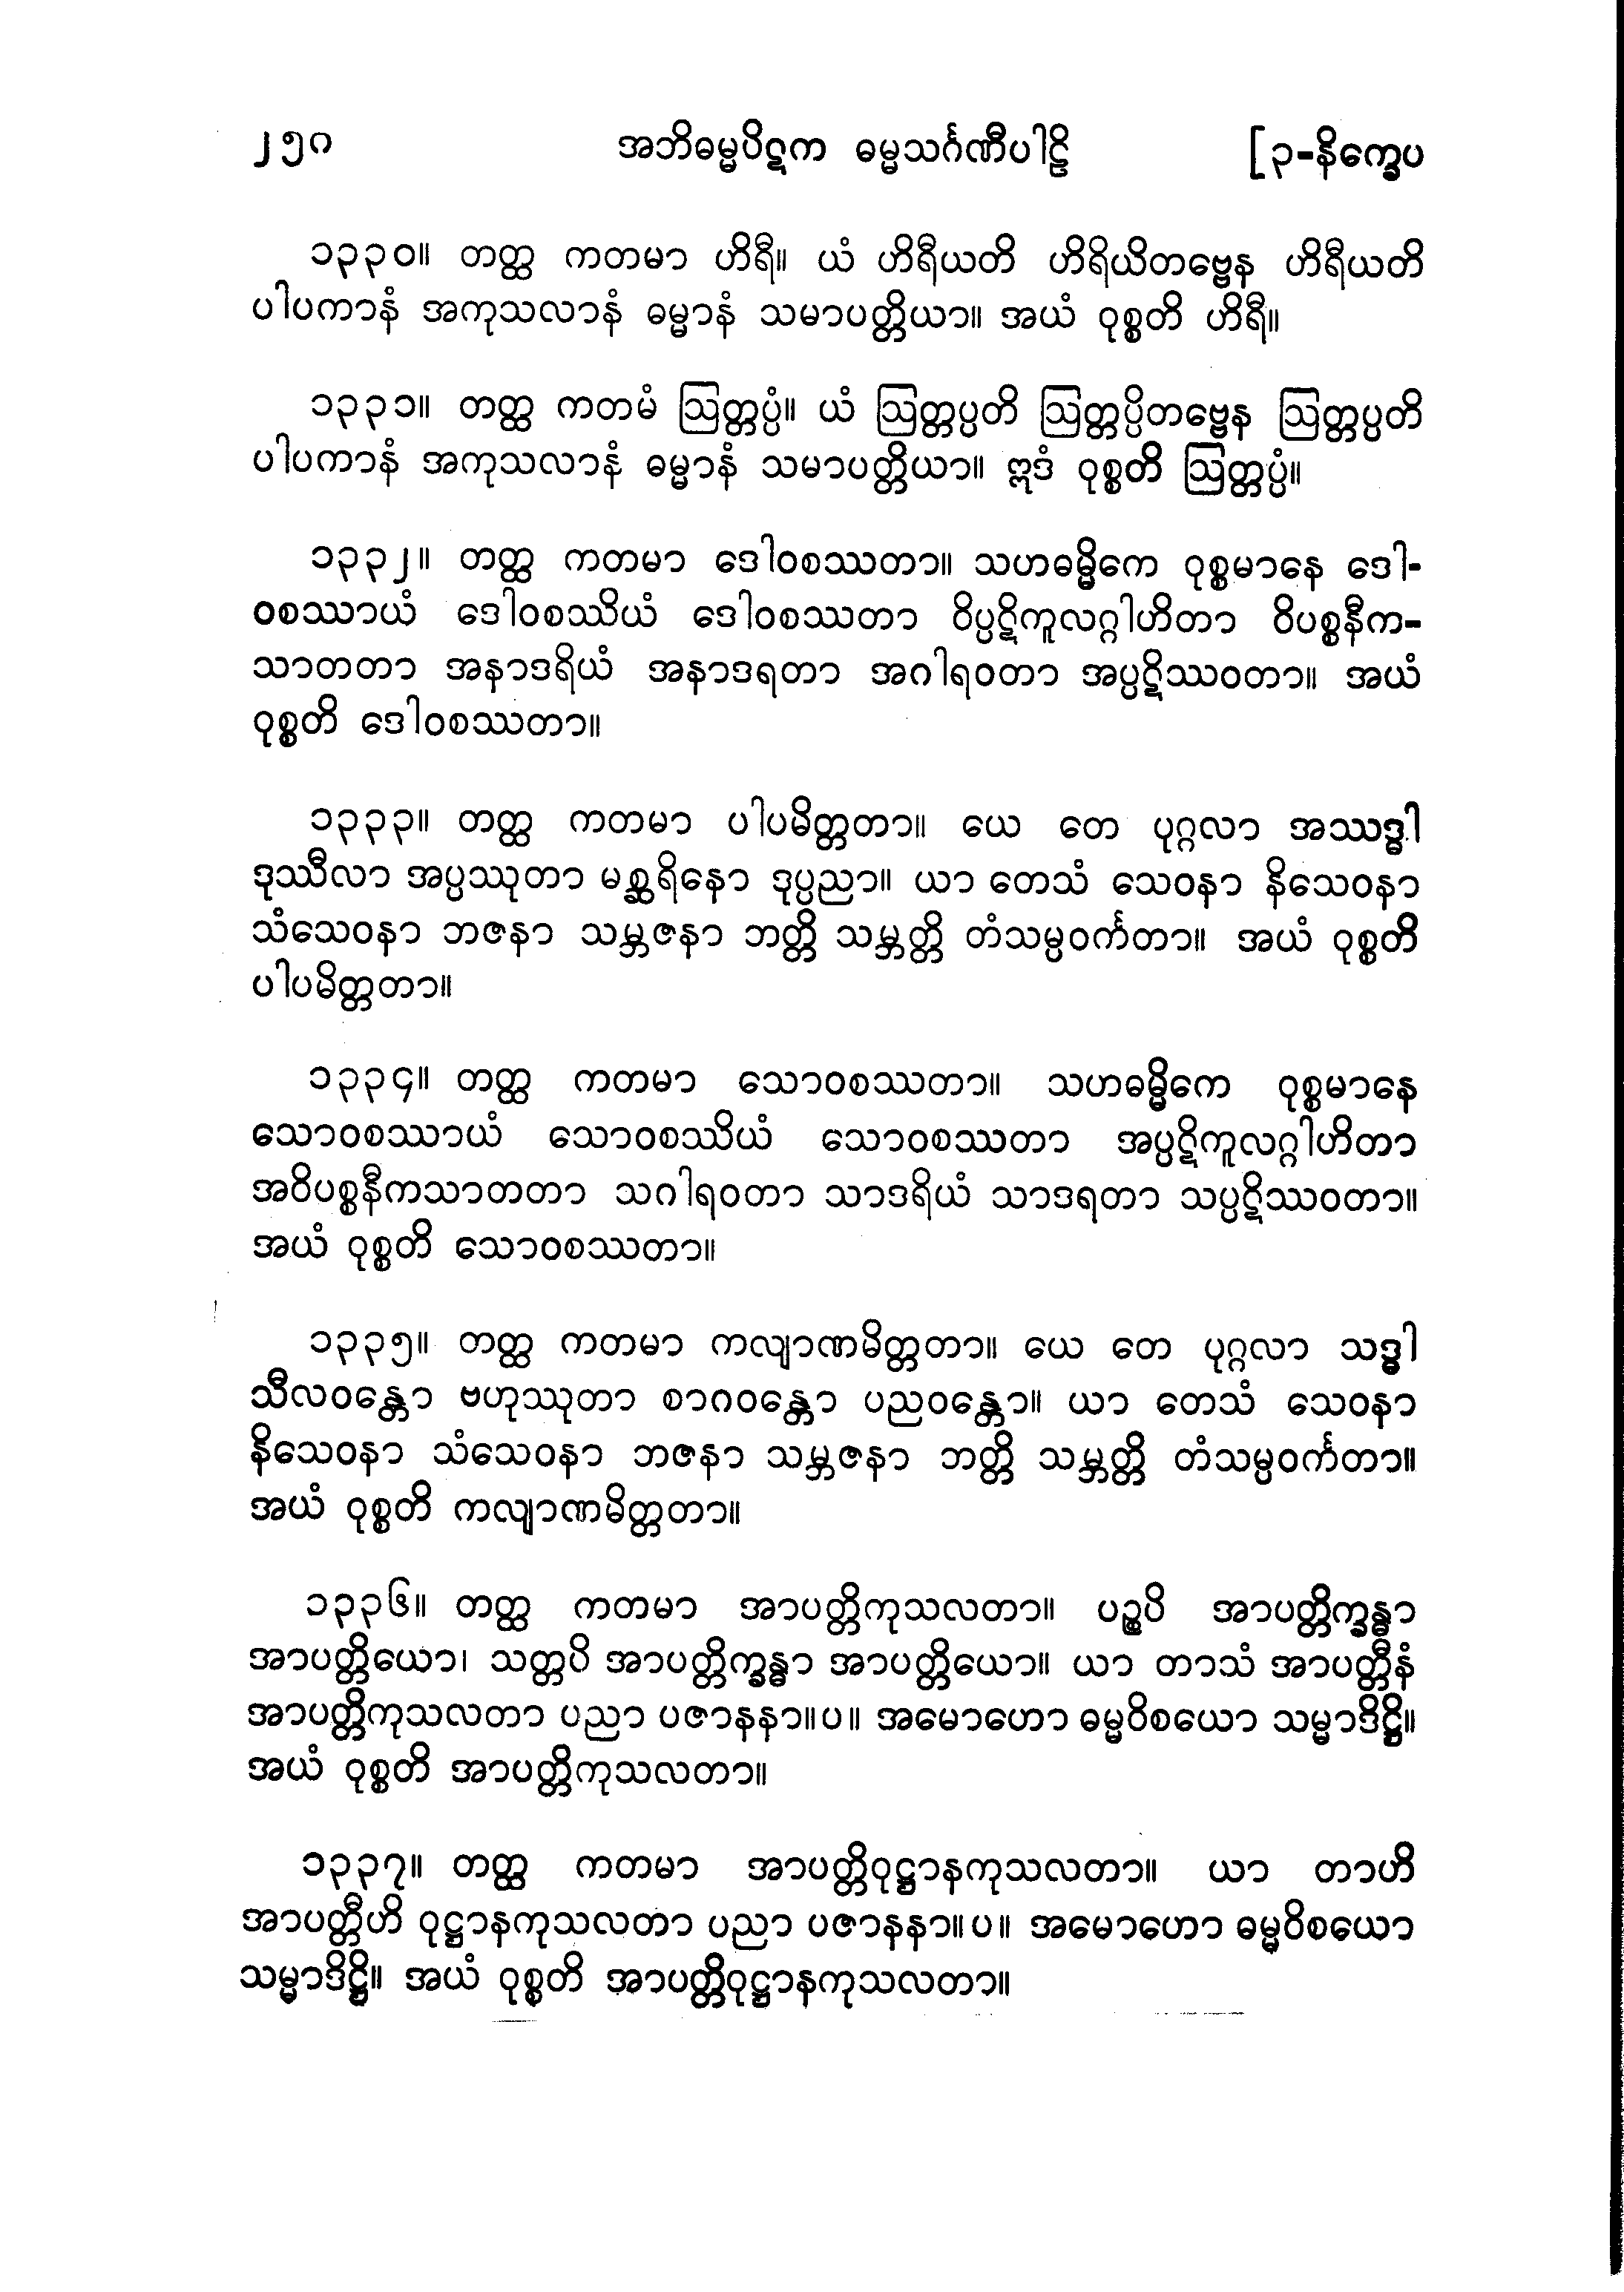 ၂၅၀ အဘိဓမ္မပိဋက ဓမ္မသင်္ဂဏီပါဠိ [၃-နိက္ခေပ
၁၃၃၀။ တတ္ထ ကတမာ ဟိရီ။ ယံ ဟိရီယတိ ဟိရိယိတဗ္ဗေန ဟိရီယတိ
ပါပကာနံ အကုသလာနံ ဓမ္မာနံ သမာပတ္တိယာ။ အယံ ဝုစ္စတိ ဟိရီ။
၁၃၃၁။ တတ္ထ ကတမံ ဩတ္တပ္ပံ။ ယံ ဩတ္တပ္ပတိ ဩတ္တပ္ပိတဗ္ဗေန ဩတ္တပ္ပတိ
ပါပကာနံ အကုသလာနံ ဓမ္မာနံ သမာပတ္တိယာ။ ဣဒံ ဝုစ္စတိ ဩတ္တပ္ပံ။
၁၃၃၂။ တတ္ထ ကတမာ ဒေါဝစဿတာ။ သဟဓမ္မိကေ ဝုစ္စမာနေ ဒေါ-
ဝစဿာယံ ဒေါဝစဿိယံ ဒေါဝစဿတာ ဝိပ္ပဋိကူလဂ္ဂါဟိတာ ဝိပစ္စနီက-
သာတတာ အနာဒရိယံ အနာဒရတာ အဂါရဝတာ အပ္ပဋိဿဝတာ။ အယံ
ဝုစ္စတိ ဒေါဝစဿတာ။
၁၃၃၃။ တတ္ထ ကတမာ ပါပမိတ္တတာ။ ယေ တေ ပုဂ္ဂလာ အဿဒ္ဓါ
ဒုဿီလာ အပ္ပဿုတာ မစ္ဆရိနော ဒုပ္ပညာ။ ယာ တေသံ သေဝနာ နိသေဝနာ
သံသေဝနာ ဘဇနာ သမ္ဘဇနာ ဘတ္တိ သမ္ဘတ္တိ တံသမ္ပဝင်္ကတာ။ အယံ ဝုစ္စတိ
ပါပမိတ္တတာ။
၁၃၃၄။ တတ္ထ ကတမာ သောဝစဿတာ။ သဟဓမ္မိကေ ဝုစ္စမာနေ
သောဝစဿာယံ သောဝစဿိယံ သောဝစဿတာ အပ္ပဋိကူလဂ္ဂါဟိတာ
အဝိပစ္စနီကသာတတာ သဂါရဝတာ သာဒရိယံ သာဒရတာ သပ္ပဋိဿဝတာ။
အယံ ဝုစ္စတိ သောဝစဿတာ။
၁၃၃၅။ တတ္ထ ကတမာ ကလျာဏမိတ္တတာ။ ယေ တေ ပုဂ္ဂလာ သဒ္ဓါ
သီလဝန္တော ဗဟုဿုတာ စာဂဝန္တော ပညဝန္တော။ ယာ တေသံ သေဝနာ
နိသေဝနာ သံသေဝနာ ဘဇနာ သမ္ဘဇနာ ဘတ္တိ သမ္ဘတ္တိ တံသမ္ပဝင်္ကတာ။
အယံ ဝုစ္စတိ ကလျာဏမိတ္တတာ။
၁၃၃၆။ တတ္ထ ကတမာ အာပတ္တိကုသလတာ။ ပဉ္စပိ အာပတ္တိက္ခန္ဓာ
အာပတ္တိယော၊ သတ္တပိ အာပတ္တိက္ခန္ဓာ အာပတ္တိယော။ ယာ တာသံ အာပတ္တီနံ
အာပတ္တိကုသလတာ ပညာ ပဇာနနာ။ပ။ အမောဟော ဓမ္မဝိစယော သမ္မာဒိဋ္ဌိ။
အယံ ဝုစ္စတိ အာပတ္တိကုသလတာ။
၁၃၃၇။ တတ္ထ ကတမာ အာပတ္တိဝုဋ္ဌာနကုသလတာ။ ယာ တာဟိ
အာပတ္တီဟိ ဝုဋ္ဌာနကုသလတာ ပညာ ပဇာနနာ။ပ။ အမောဟော ဓမ္မဝိစယော
သမ္မာဒိဋ္ဌိ။ အယံ ဝုစ္စတိ အာပတ္တိဝုဋ္ဌာနကုသလတာ။